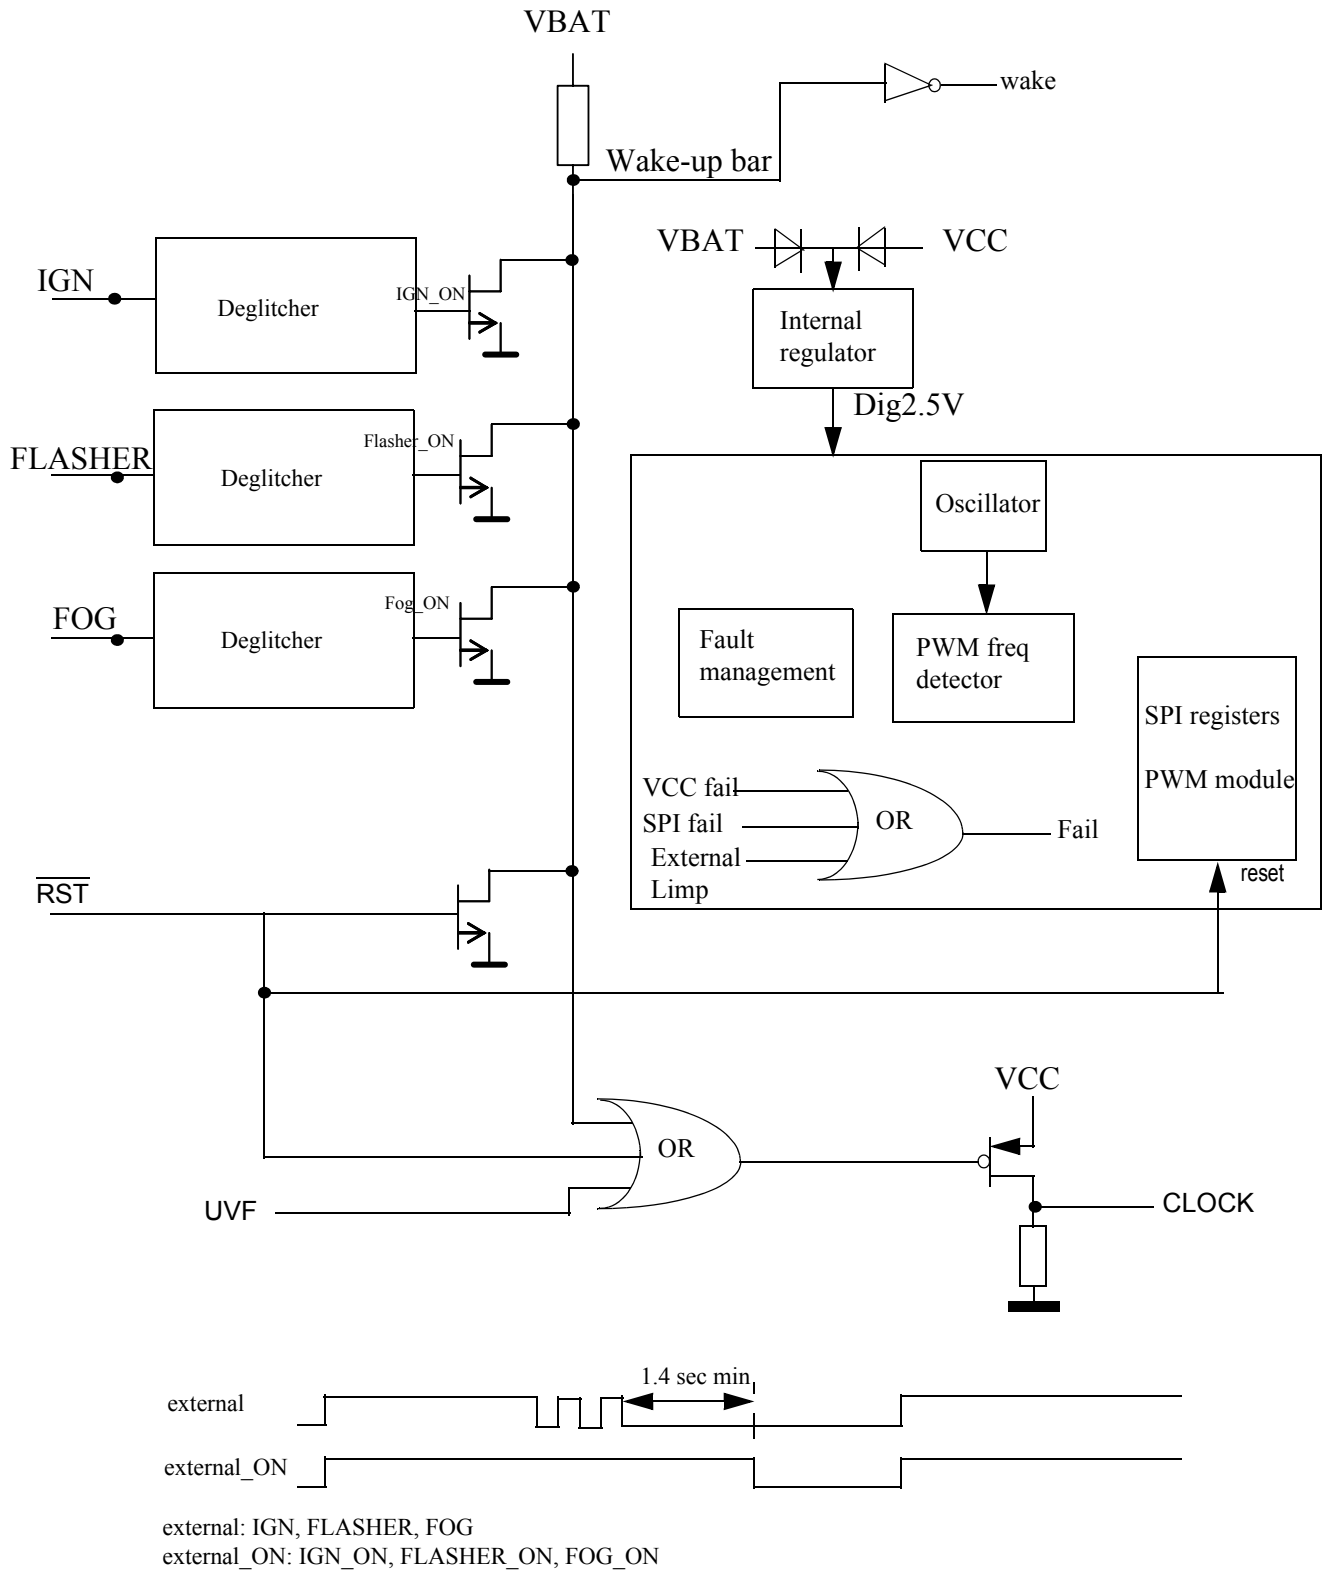 VBAT
wake
Wake-up bar
VBAT
VCC
IGN
Deglitcher
IGN_ON
Internal
regulator
Dig2.5V
FLASHER
Deglitcher
Flasher_ON
Oscillator
FOG
Deglitcher
Fog_ON
Fault
management
PWM freq
detector
SPI registers
PWM module
VCC fail
SPI fail
External
Limp
OR
Fail
reset
RST
VCC
OR
UVF
CLOCK
1.4 sec min
external
external_ON
external: IGN, FLASHER, FOG
external_ON: IGN_ON, FLASHER_ON, FOG_ON